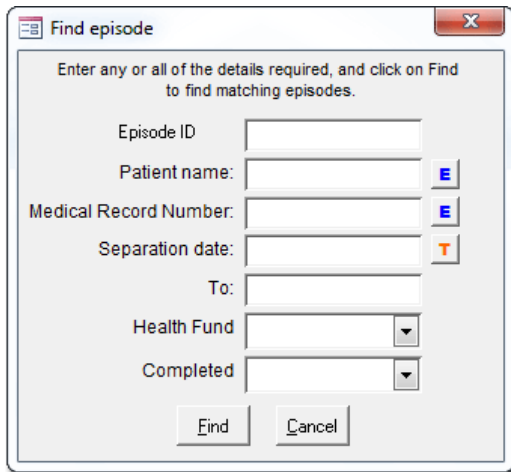 Find episode
X
Enter any or all of the details required, and click on Find
to find matching episodes.
Episode ID
Patient name: E
Medical Record Number: E
Separation date: T
To:
Health Fund
Completed
Find Cancel